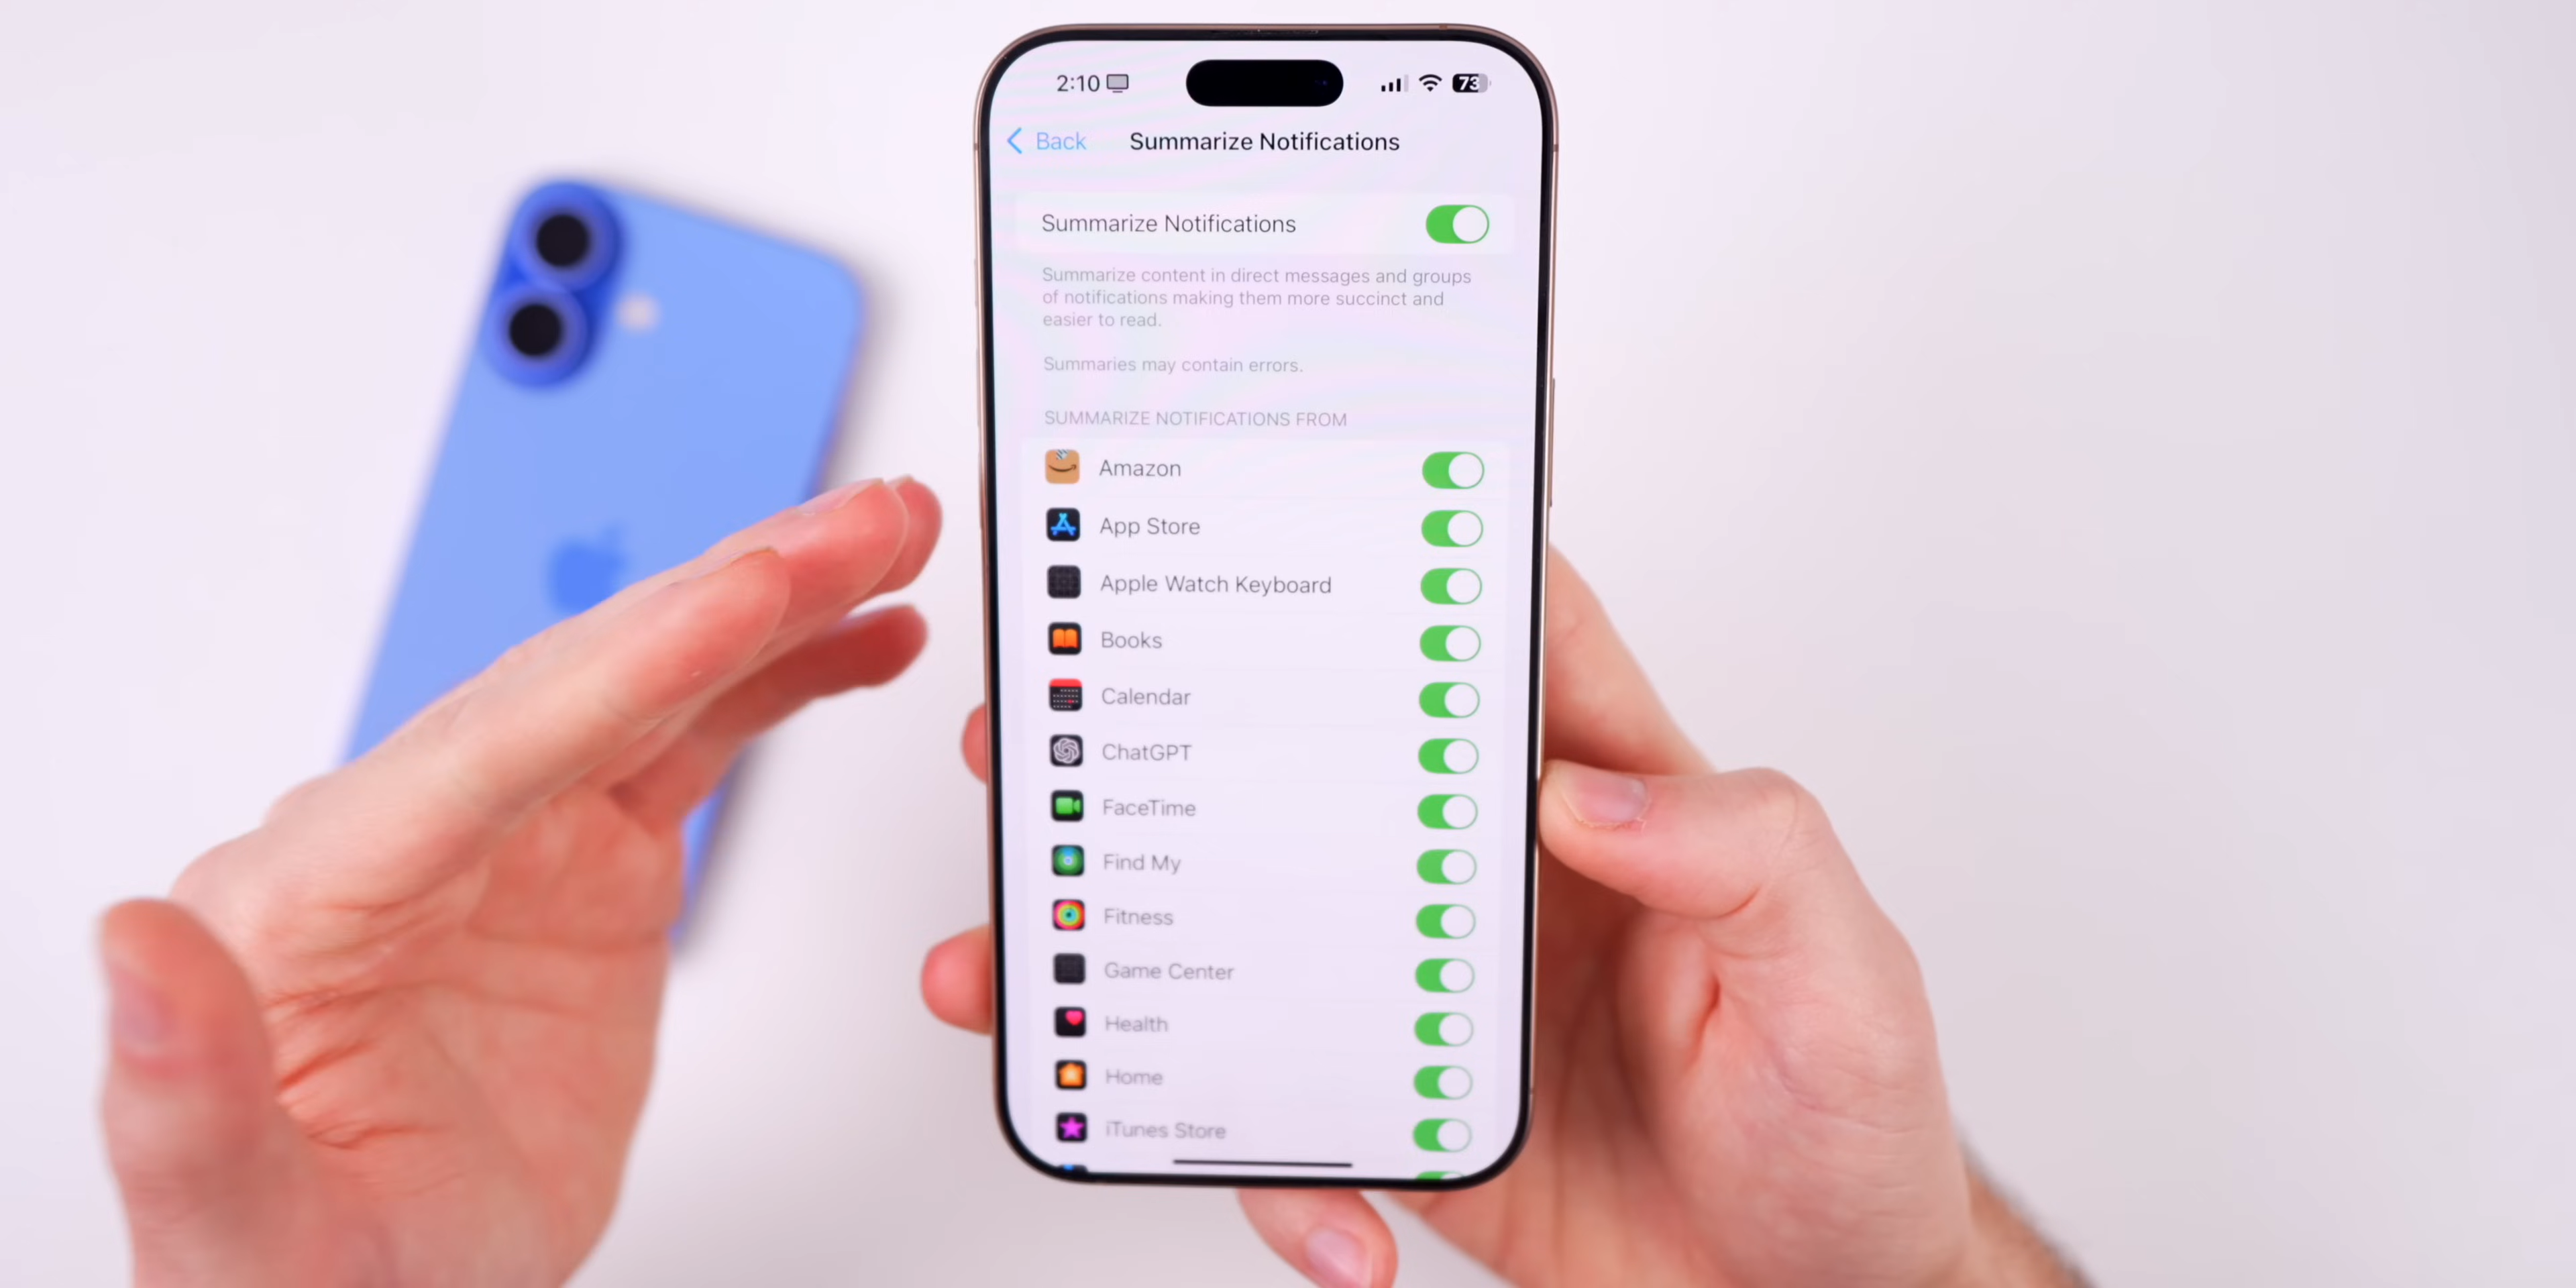 2:10
73
Back
Summarize Notifications
Summarize Notifications
Summarize content in direct messages and groups
of notifications making them more succinct and
easier to read.
Summaries may contain errors.
SUMMARIZE NOTIFICATIONS FROM
Amazon
App Store
Apple Watch Keyboard
Books
Calendar
ChatGPT
FaceTime
Find My
Fitness
Game Center
Health
Home
iTunes Store